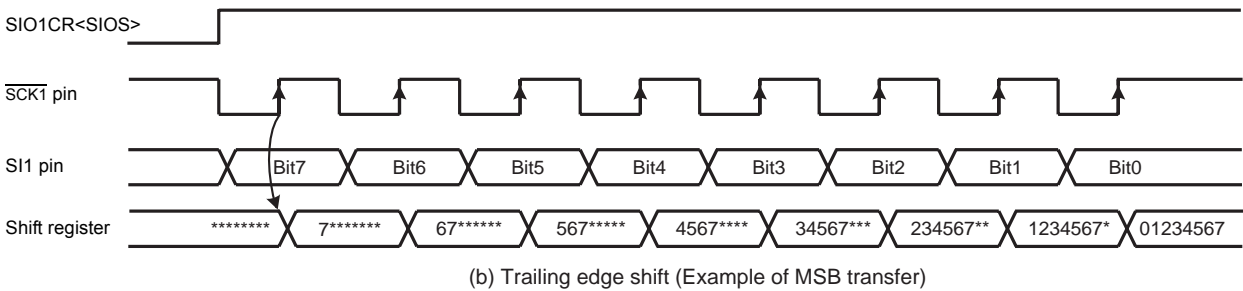 SIO1CR<SIOS>
SCK1 pin
SI1 pin
Bit7 Bit6 Bit5 Bit4 Bit3 Bit2 Bit1 Bit0
Shift register
******** 7******* 67****** 567***** 4567**** 34567*** 234567** 1234567* 01234567
(b) Trailing edge shift (Example of MSB transfer)